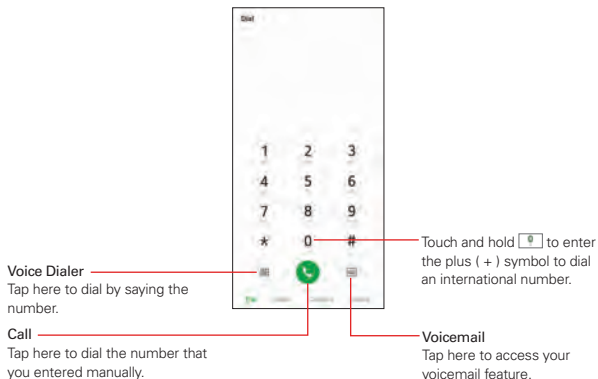 Dial
1 2 3
4 5 6
7 8 9
* 0 #
Touch and hold 0 to enter
the plus ( + ) symbol to dial
an international number.
Voice Dialer
Tap here to dial by saying the
number.
Call
Tap here to dial the number that
you entered manually.
Voicemail
Tap here to access your
voicemail feature.